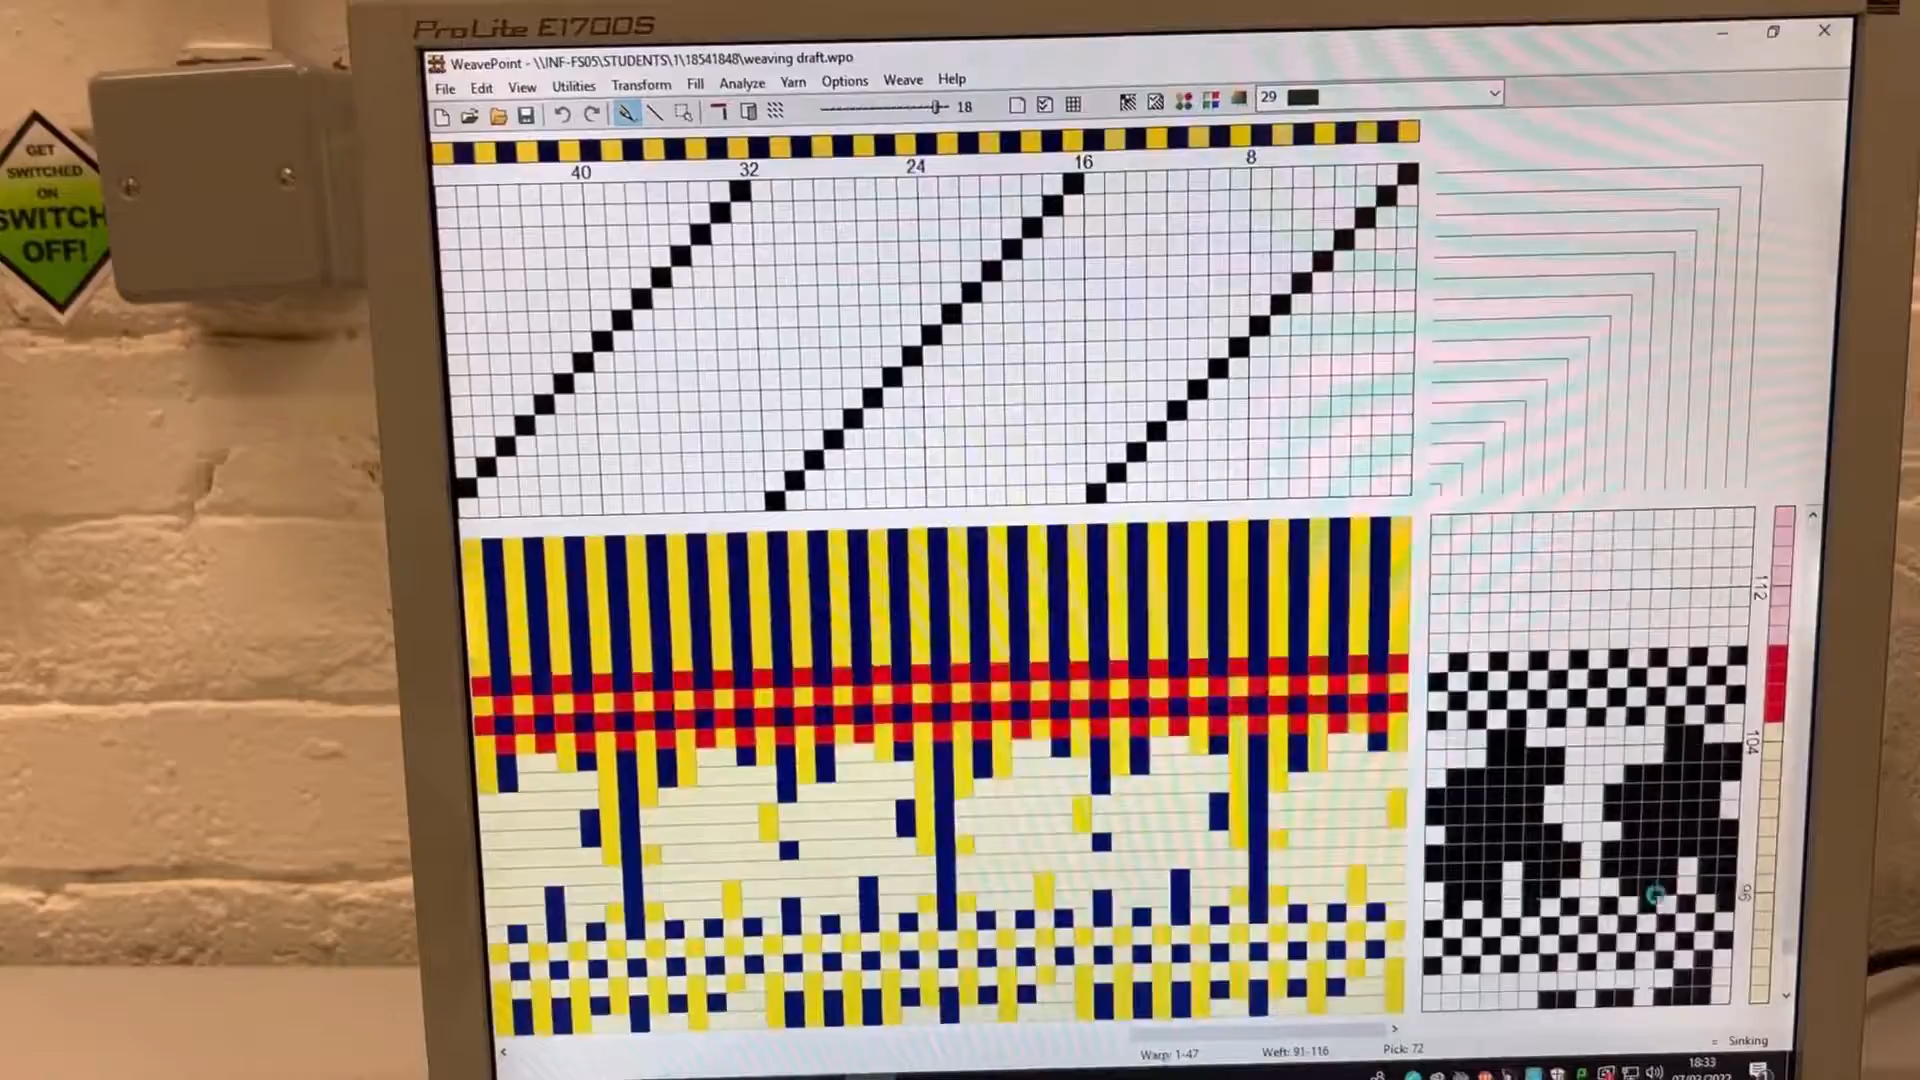 ProLite E1700S
GET
SWITCHED
ON
SWITCH
OFF!
WeavePoint - \\INF-FS05\STUDENTS\1\18541848\weaving draft.wpo
File Edit View Utilities Transform Fill Analyze Yarn Options Weave Help
18
29
40 32 24 16 8
112
104
96
Warp: 1-47 Weft: 91-116 Pick: 72
= Sinking
18:33